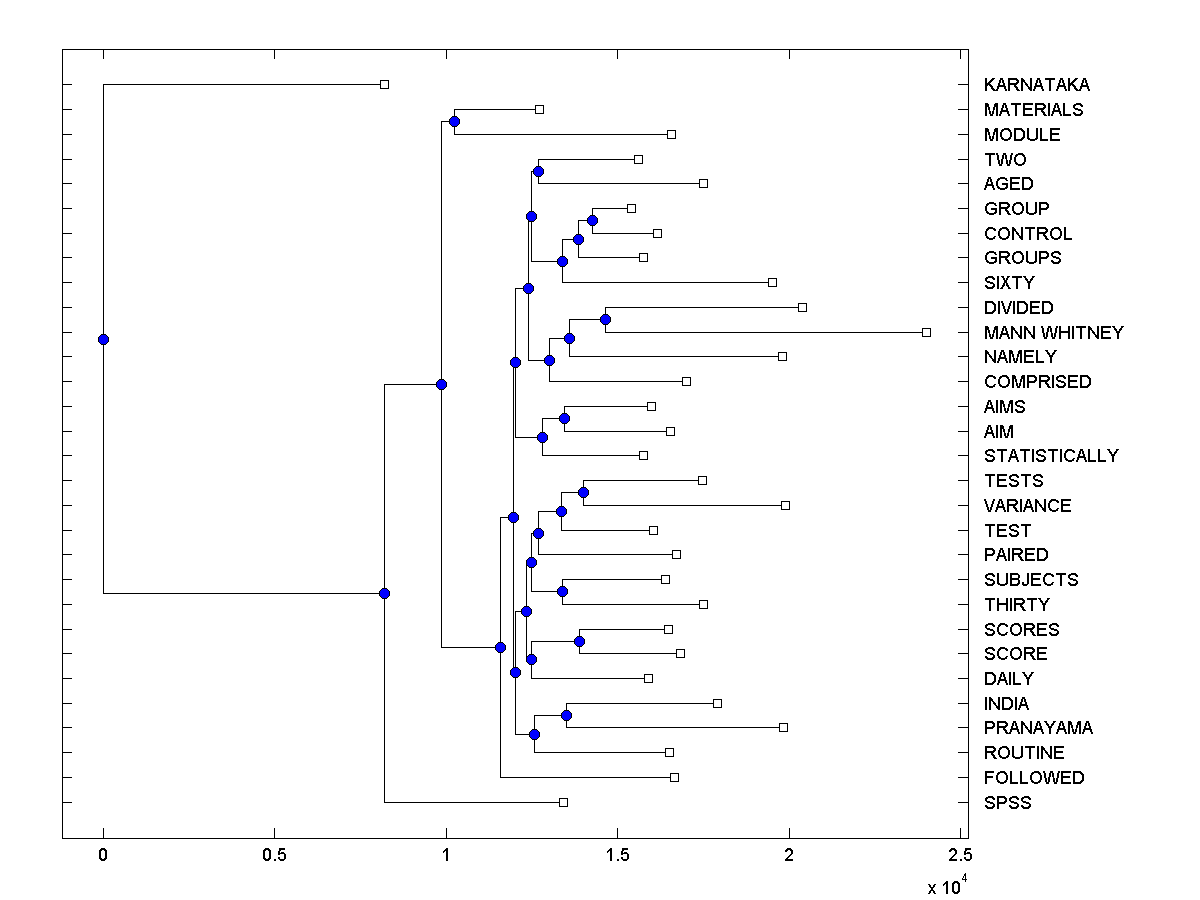 KARNATAKA
MATERIALS
MODULE
TWO
AGED
GROUP
CONTROL
GROUPS
SIXTY
DIVIDED
MANN WHITNEY
NAMELY
COMPRISED
AIMS
AIM
STATISTICALLY
TESTS
VARIANCE
TEST
PAIRED
SUBJECTS
THIRTY
SCORES
SCORE
DAILY
INDIA
PRANAYAMA
ROUTINE
FOLLOWED
SPSS
0 0.5 1 1.5 2 2.5
x 10^4